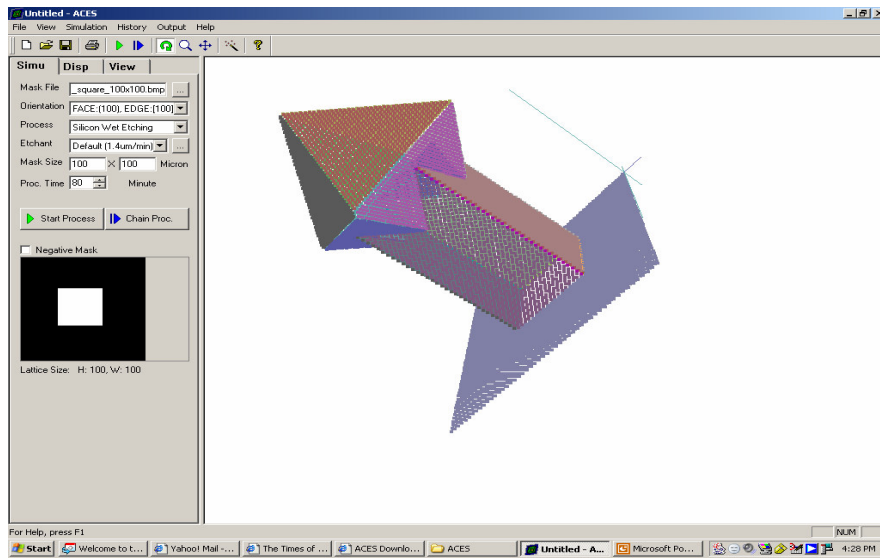 Untitled - ACES
File View Simulation History Output Help
Simu Disp View
Mask File _square_100x100.bmp ...
Orientation FACE:(100), EDGE:[100]
Process Silicon Wet Etching
Etchant Default (1.4um/min) ...
Mask Size 100 X 100 Micron
Proc. Time 80 Minute
Start Process Chain Proc.
Negative Mask
Lattice Size: H: 100, W: 100
For Help, press F1 NUM
Start Welcome to t... Yahoo! Mail -... The Times of ... ACES Downlo... ACES Untitled - A... Microsoft Po... 4:28 PM